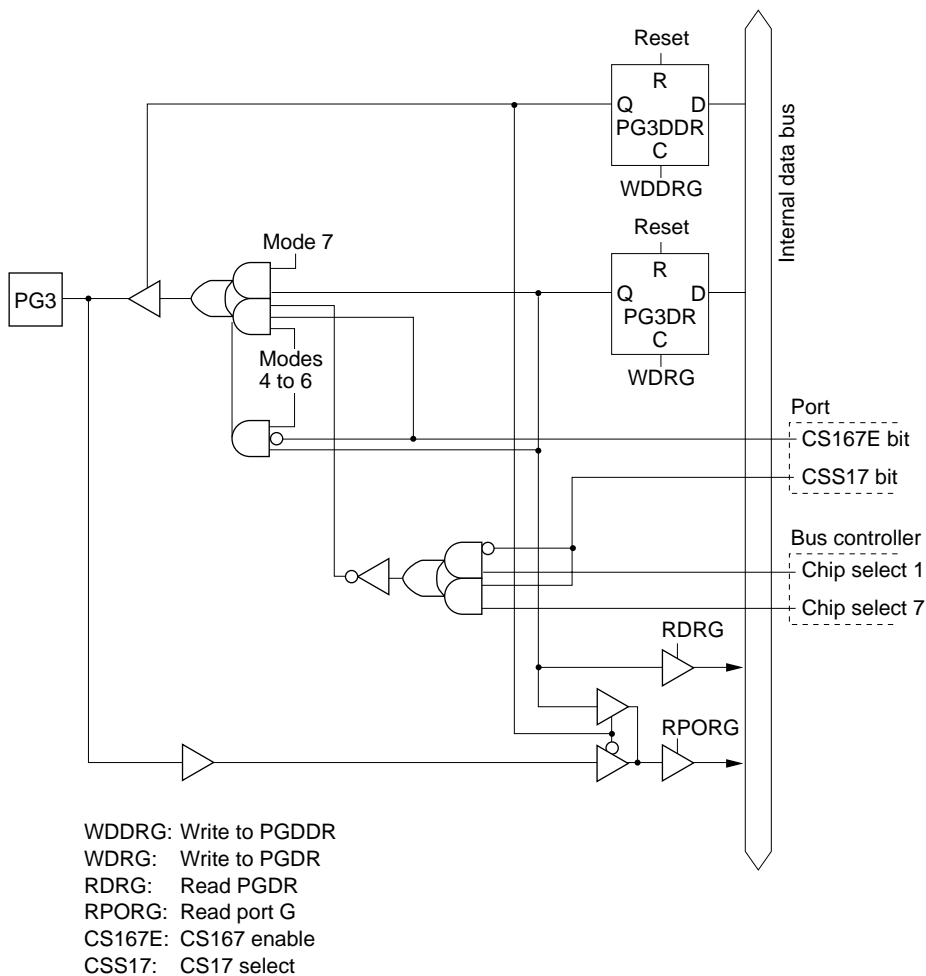 Reset
R
Q D
PG3DDR
C
WDDRG
Internal data bus
Reset
Mode 7
R
PG3
Q D
PG3DR
C
WDRG
Modes
4 to 6
Port
CS167E bit
CSS17 bit
Bus controller
Chip select 1
Chip select 7
RDRG
RPORG
WDDRG: Write to PGDDR
WDRG: Write to PGDR
RDRG: Read PGDR
RPORG: Read port G
CS167E: CS167 enable
CSS17: CS17 select